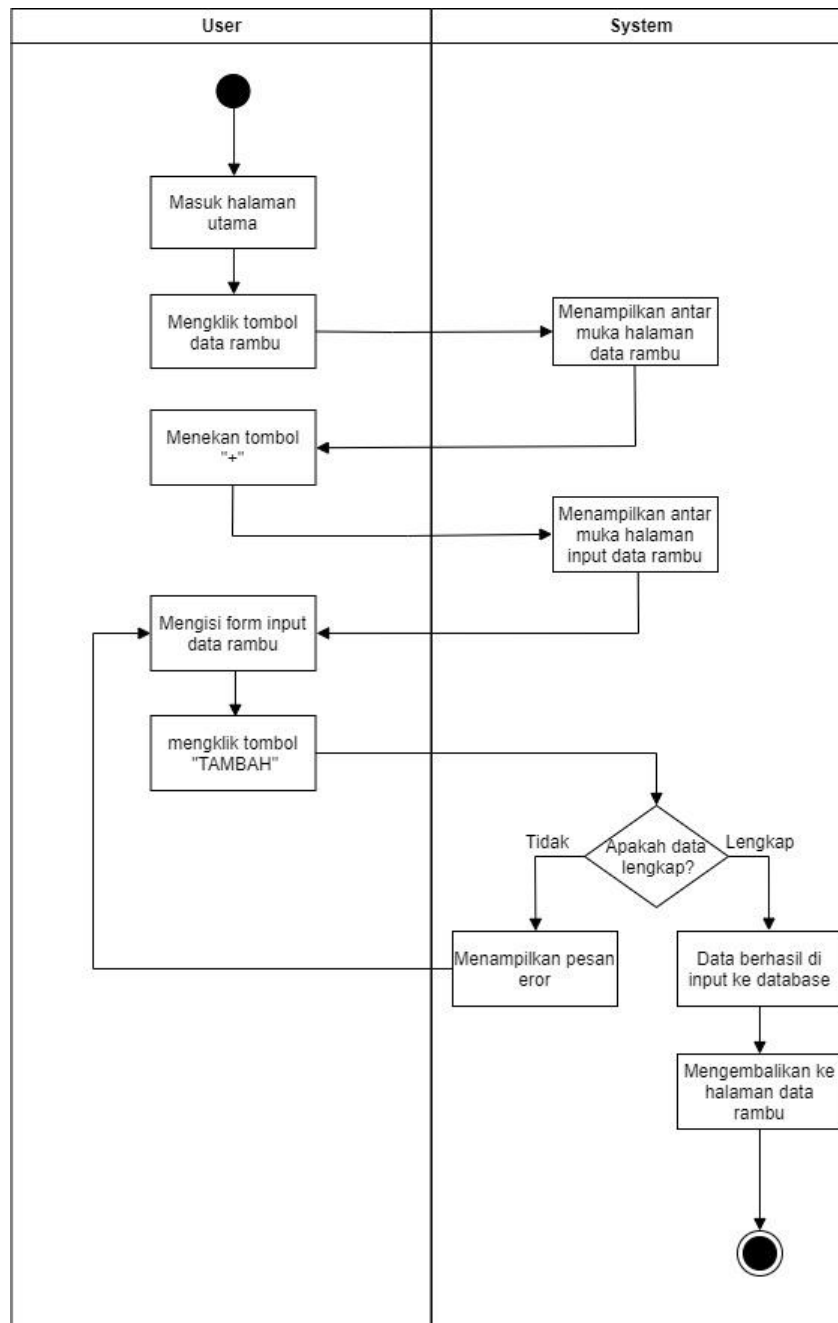 User
System
Masuk halaman
utama
Mengklik tombol
data rambu
Menampilkan antar
muka halaman
data rambu
Menekan tombol
"+"
Menampilkan antar
muka halaman
input data rambu
Mengisi form input
data rambu
mengklik tombol
"TAMBAH"
Tidak
Apakah data
lengkap?
Lengkap
Menampilkan pesan
eror
Data berhasil di
input ke database
Mengembalikan ke
halaman data
rambu